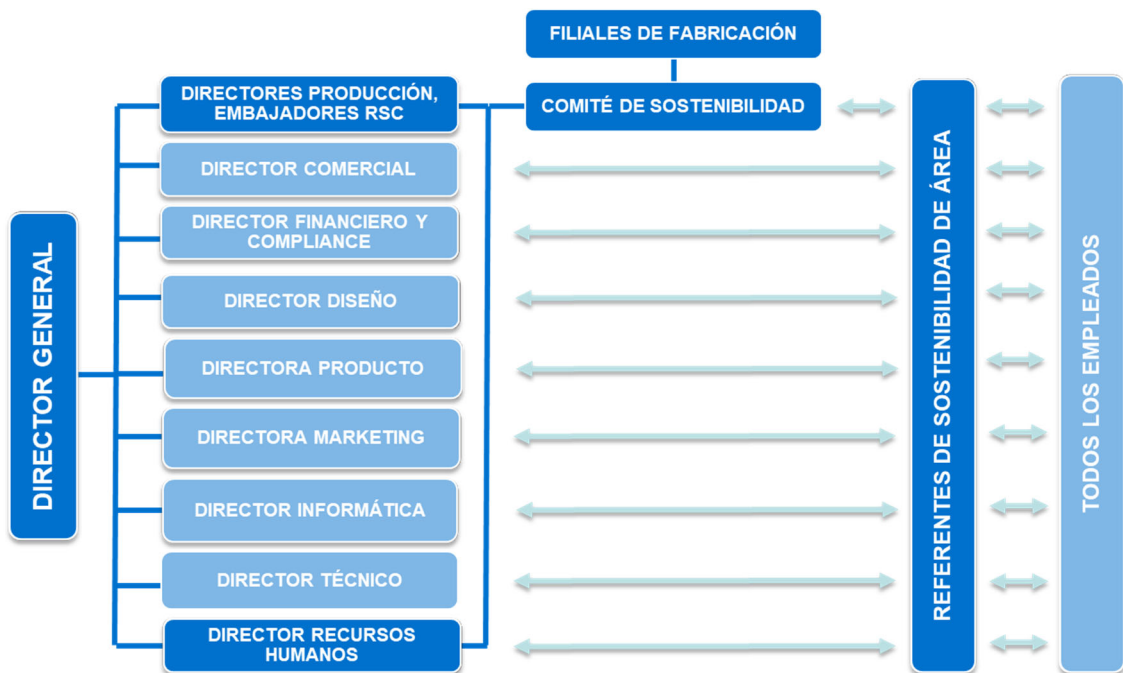 FILIALES DE FABRICACIÓN
DIRECTORES PRODUCCIÓN,
EMBAJADORES RSC
COMITÉ DE SOSTENIBILIDAD
DIRECTOR COMERCIAL
DIRECTOR FINANCIERO Y
COMPLIANCE
DIRECTOR DISEÑO
DIRECTORA PRODUCTO
DIRECTORA MARKETING
DIRECTOR INFORMÁTICA
DIRECTOR TÉCNICO
DIRECTOR RECURSOS
HUMANOS
DIRECTOR GENERAL
REFERENTES DE SOSTENIBILIDAD DE ÁREA
TODOS LOS EMPLEADOS